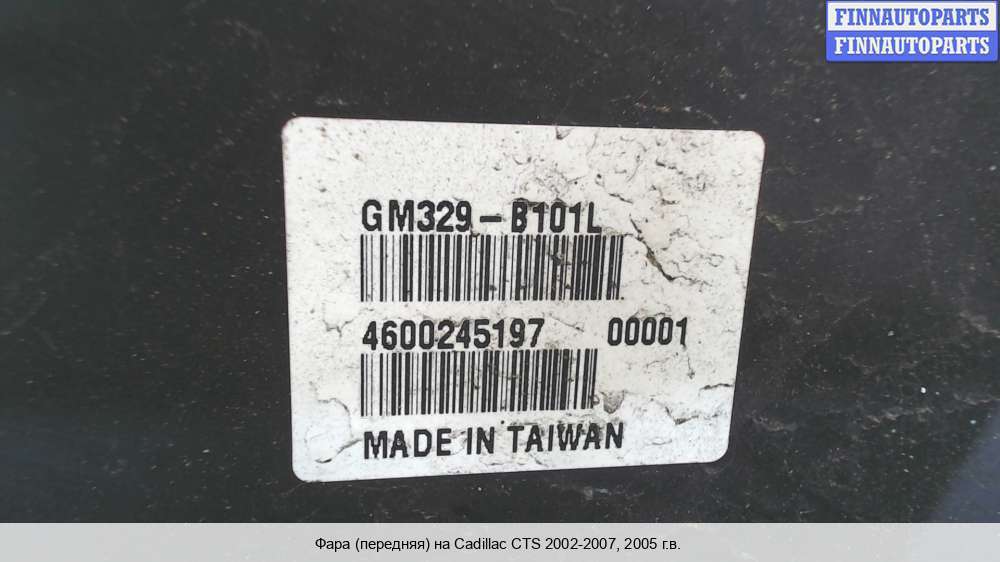 FINNAUTOPARTS
FINNAUTOPARTS
GM329-B101L
4600245197 00001
MADE IN TAIWAN
Фара (передняя) на Cadillac CTS 2002-2007, 2005 г.в.